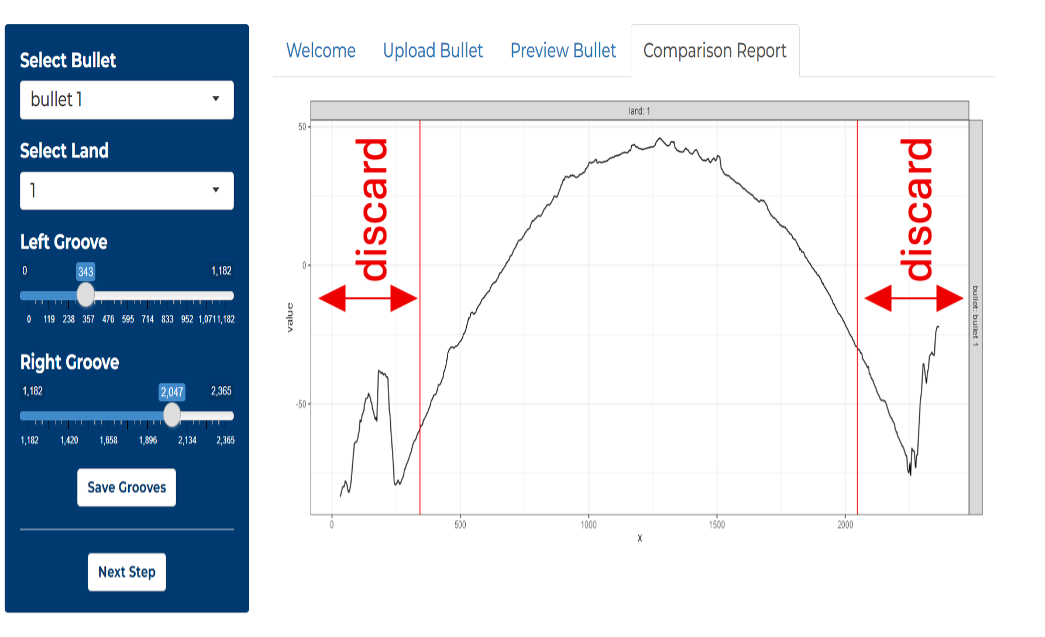 Select Bullet
bullet 1
Select Land
1
Left Groove
0 343 1,182
0 119 238 357 476 595 714 833 952 1,0711,182
Right Groove
1,182 2,047 2,365
1,182 1,420 1,658 1,896 2,134 2,365
Save Grooves
Next Step
Welcome Upload Bullet Preview Bullet Comparison Report
land: 1
50
0
-50
value
discard
discard
bullet: bullet 1
0 500 1000 1500 2000
x